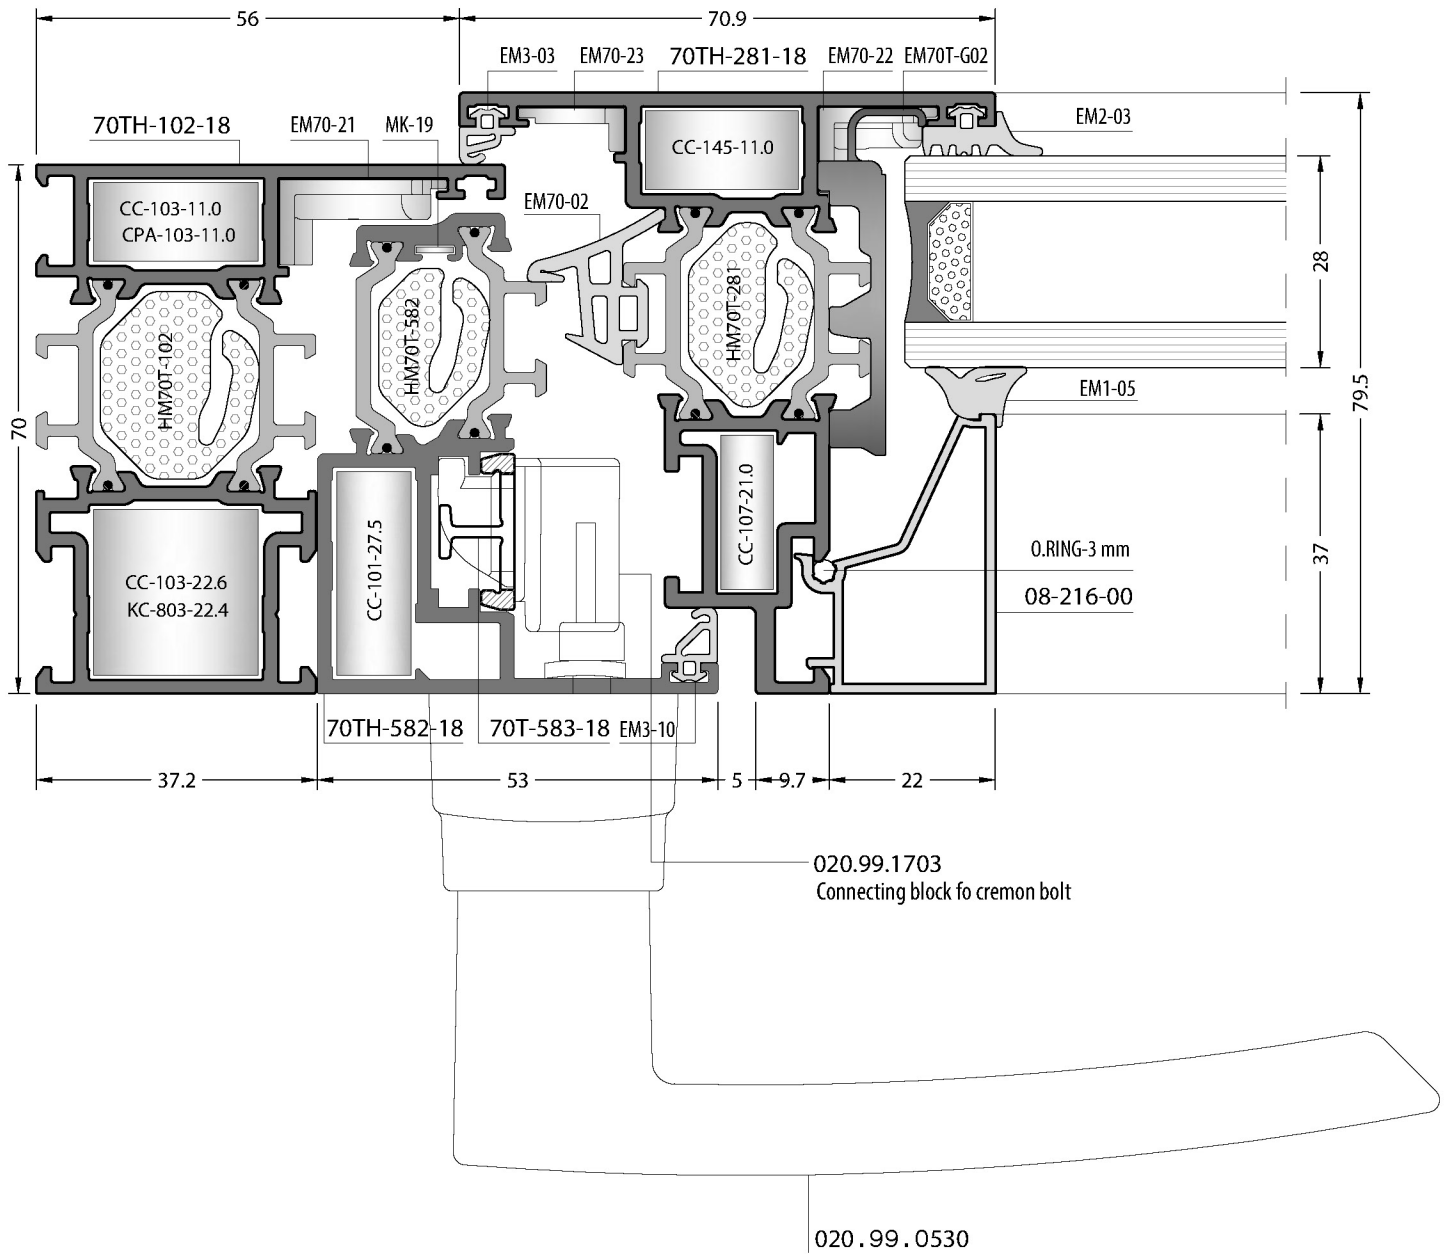 56
70.9
EM3-03
EM70-23
70TH-281-18
EM70-22
EM70T-G02
70TH-102-18
EM70-21
MK-19
EM2-03
CC-145-11.0
CC-103-11.0
CPA-103-11.0
EM70-02
28
HM70T-102
HM70T-582
HM70T-281
70
EM1-05
79.5
CC-101-27.5
CC-107-21.0
O.RING-3 mm
37
CC-103-22.6
KC-803-22.4
08-216-00
70TH-582-18
70T-583-18
EM3-10
37.2
53
5
9.7
22
020.99.1703
Connecting block fo cremon bolt
020.99.0530